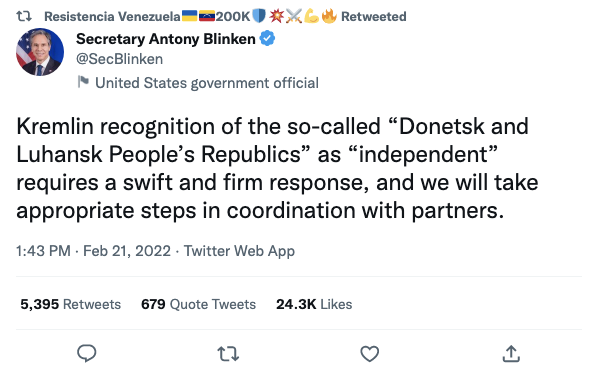 Resistencia Venezuela🇺🇦🇻🇪200K🛡️💥⚔️💪🔥 Retweeted
Secretary Antony Blinken
@SecBlinken
United States government official
Kremlin recognition of the so-called “Donetsk and
Luhansk People’s Republics” as “independent”
requires a swift and firm response, and we will take
appropriate steps in coordination with partners.
1:43 PM · Feb 21, 2022 · Twitter Web App
5,395 Retweets 679 Quote Tweets 24.3K Likes